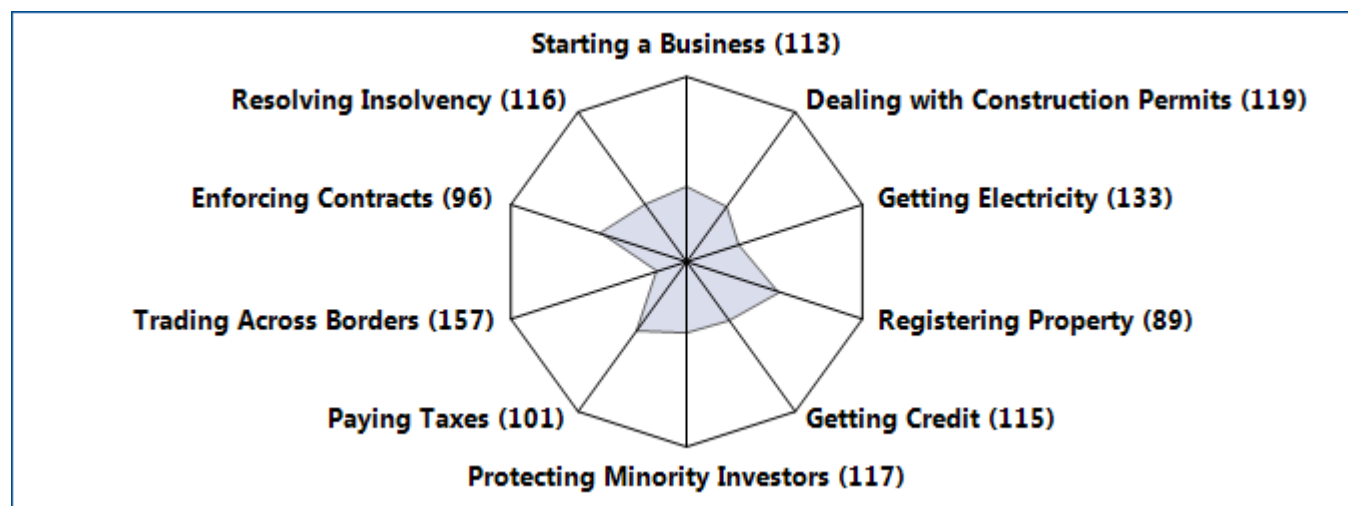 Starting a Business (113)
Resolving Insolvency (116)
Dealing with Construction Permits (119)
Enforcing Contracts (96)
Getting Electricity (133)
Trading Across Borders (157)
Registering Property (89)
Paying Taxes (101)
Getting Credit (115)
Protecting Minority Investors (117)